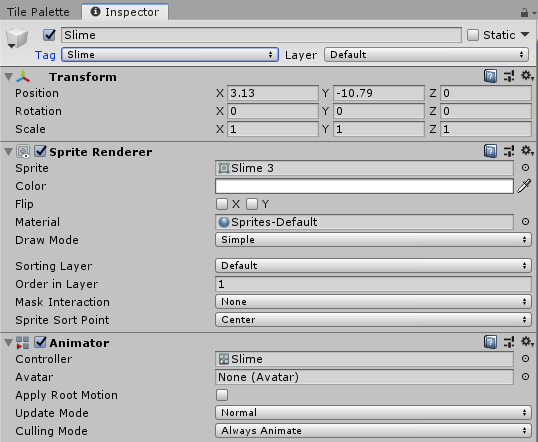 Tile Palette Inspector
Slime Static
Tag Slime Layer Default
Transform
Position X 3.13 Y -10.79 Z 0
Rotation X 0 Y 0 Z 0
Scale X 1 Y 1 Z 1
Sprite Renderer
Sprite Slime 3
Color
Flip X Y
Material Sprites-Default
Draw Mode Simple
Sorting Layer Default
Order in Layer 1
Mask Interaction None
Sprite Sort Point Center
Animator
Controller Slime
Avatar None (Avatar)
Apply Root Motion
Update Mode Normal
Culling Mode Always Animate